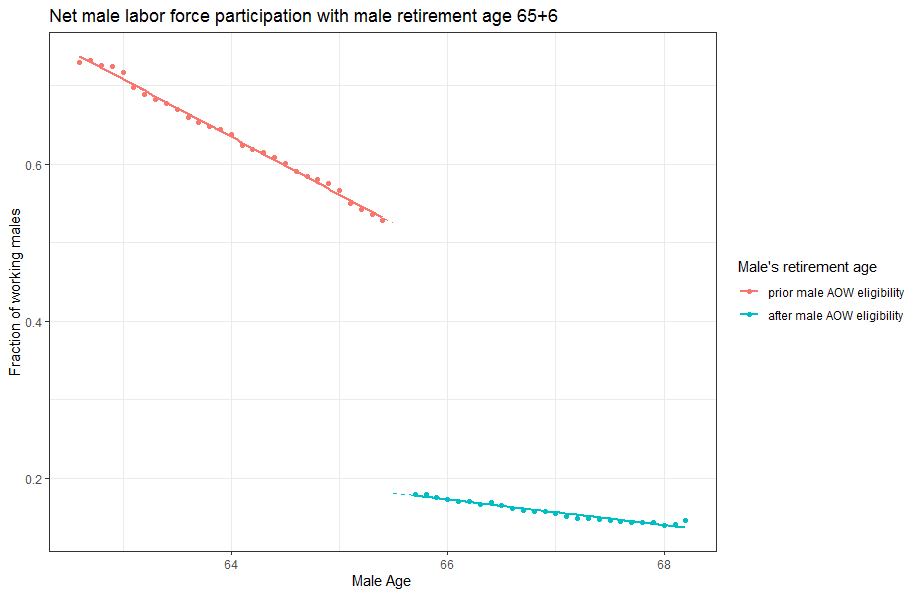 Net male labor force participation with male retirement age 65+6
Fraction of working males
0.6
0.4
0.2
64
66
68
Male Age
Male's retirement age
prior male AOW eligibility
after male AOW eligibility